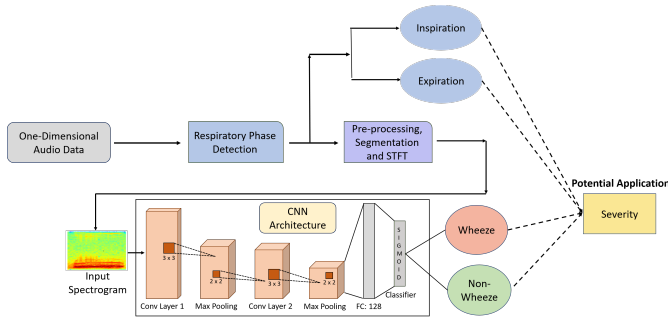 Inspiration
Expiration
One-Dimensional
Audio Data
Respiratory Phase
Detection
Pre-processing,
Segmentation
and STFT
Potential Application
Severity
CNN
Architecture
Wheeze
Non-
Wheeze
Input
Spectrogram
3 x 3
2 x 2
3 x 3
2 x 2
SIGMOID
Conv Layer 1
Max Pooling
Conv Layer 2
Max Pooling
FC: 128
Classifier